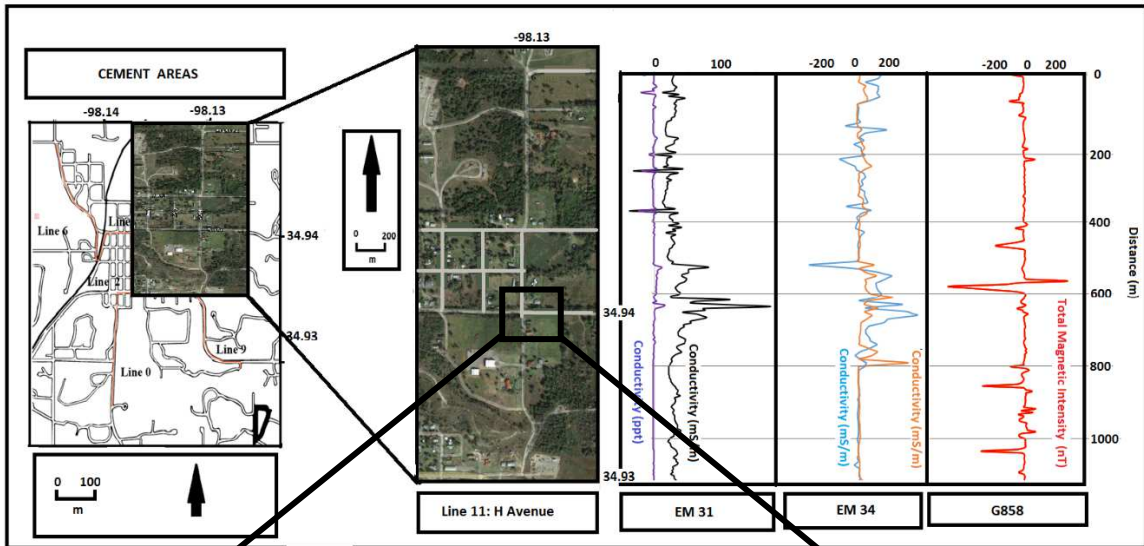 CEMENT AREAS
-98.14
-98.13
Line 6
Line
Line 2
Line 0
Line 9
34.94
34.93
0 100
m
-98.13
0 200
m
34.94
34.93
Line 11: H Avenue
0 100
Conductivity (ppt)
Conductivity (mS/m)
EM 31
-200 0 200
Conductivity (mS/m)
Conductivity (mS/m)
EM 34
-200 0 200
Total Magnetic Intensity (nT)
G858
0
200
400
600
800
1000
Distance (m)